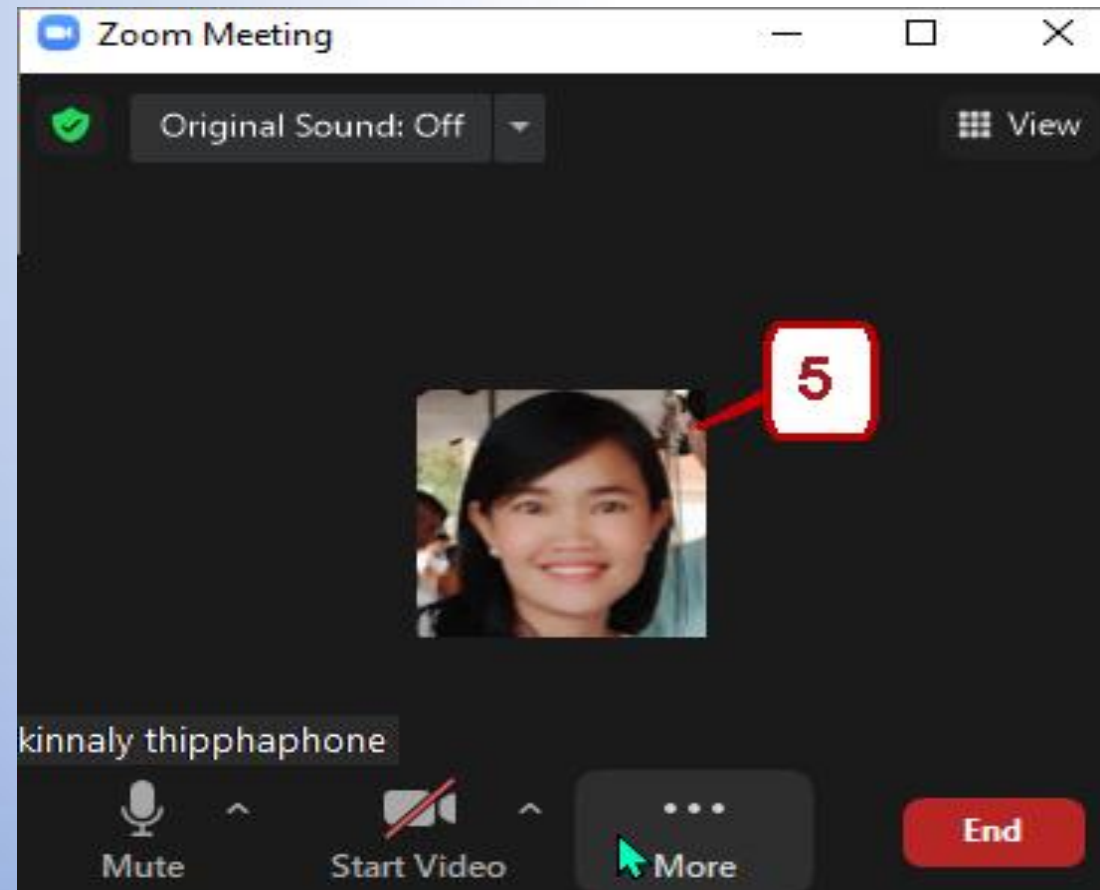 Zoom Meeting
Original Sound: Off
View
5
kinnaly thipphaphone
Mute
Start Video
More
End